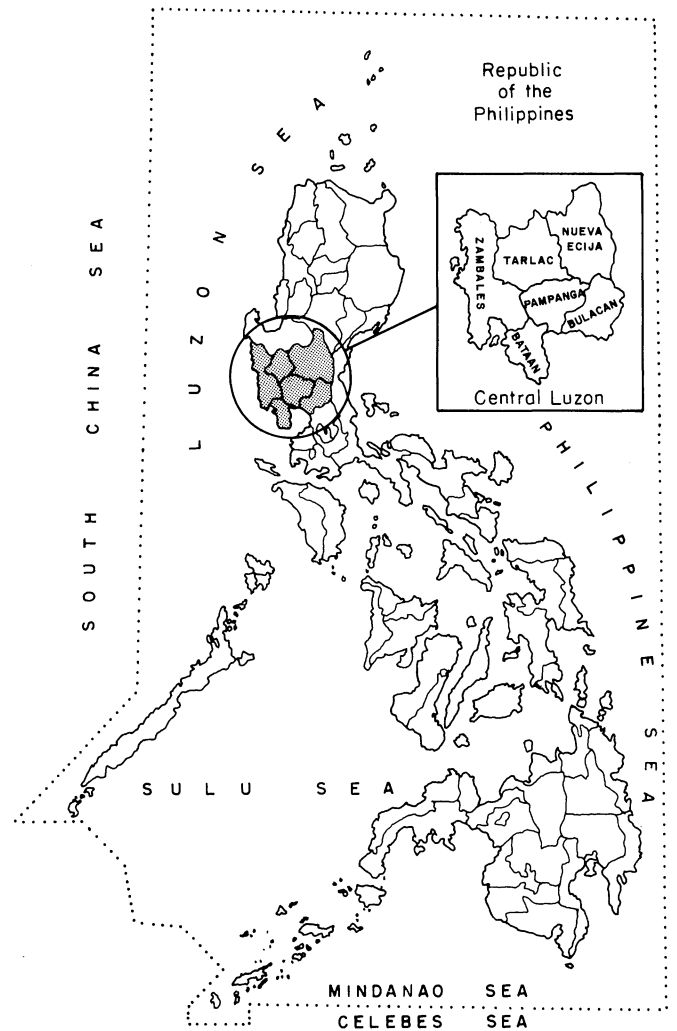 Republic
of the
Philippines
LUZON SEA
SOUTH CHINA SEA
ZAMBALES
TARLAC
NUEVA
ECIJA
PAMPANGA
BULACAN
BATAAN
Central Luzon
PHILIPPINE SEA
SULU SEA
MINDANAO SEA
CELEBES SEA